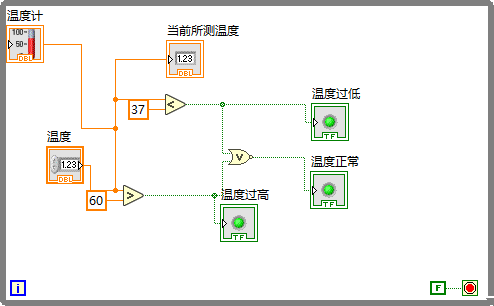 温度计
100
50
DBL
当前所测温度
1.23
DBL
37
<
温度过低
TF
温度
1.23
DBL
V
温度正常
TF
60
>
温度过高
TF
i
F